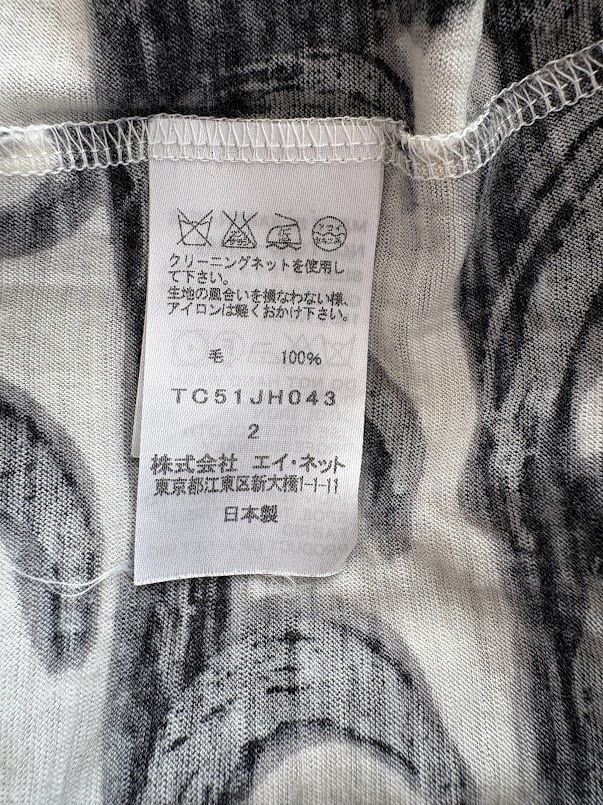 クリーニングネットを使用し
て下さい。
生地の風合いを損なわない様、
アイロンは軽くおかけ下さい。
毛 100%
TC51JH043
2
株式会社 エイ・ネット
東京都江東区新大橋1-1-11
日本製